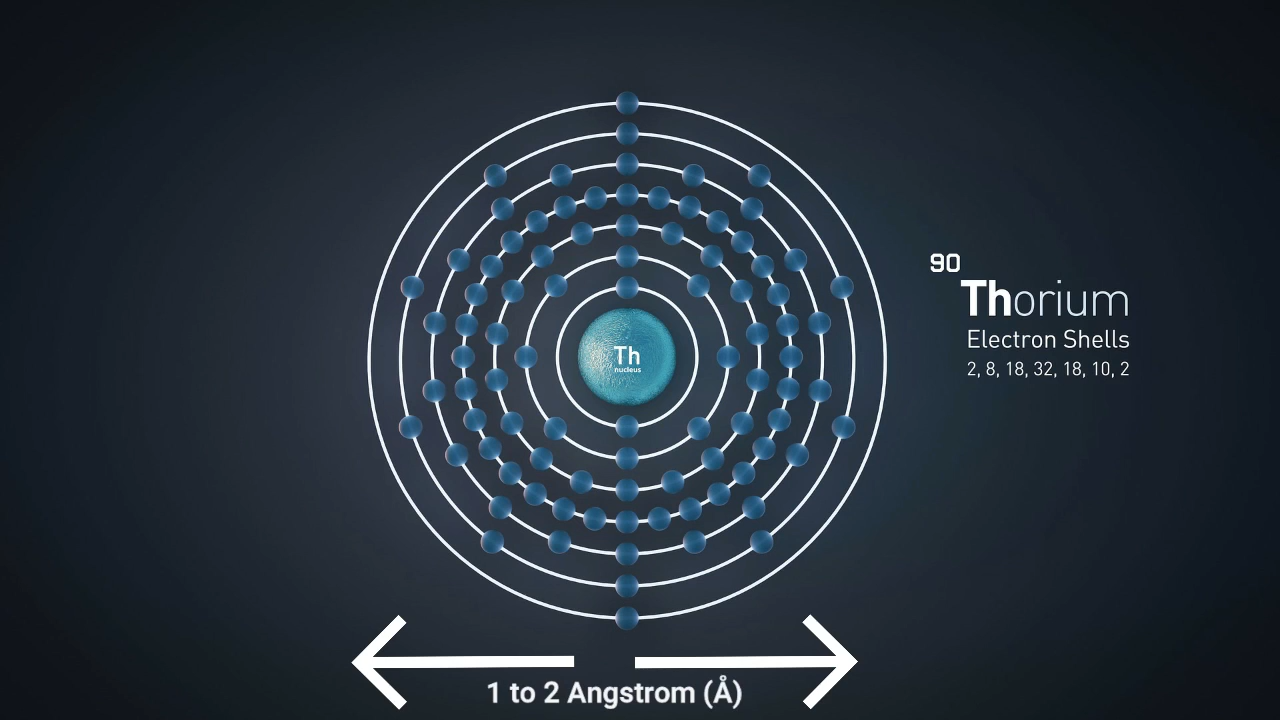 Th
nucleus
90
Thorium
Electron Shells
2, 8, 18, 32, 18, 10, 2
1 to 2 Angstrom (Å)